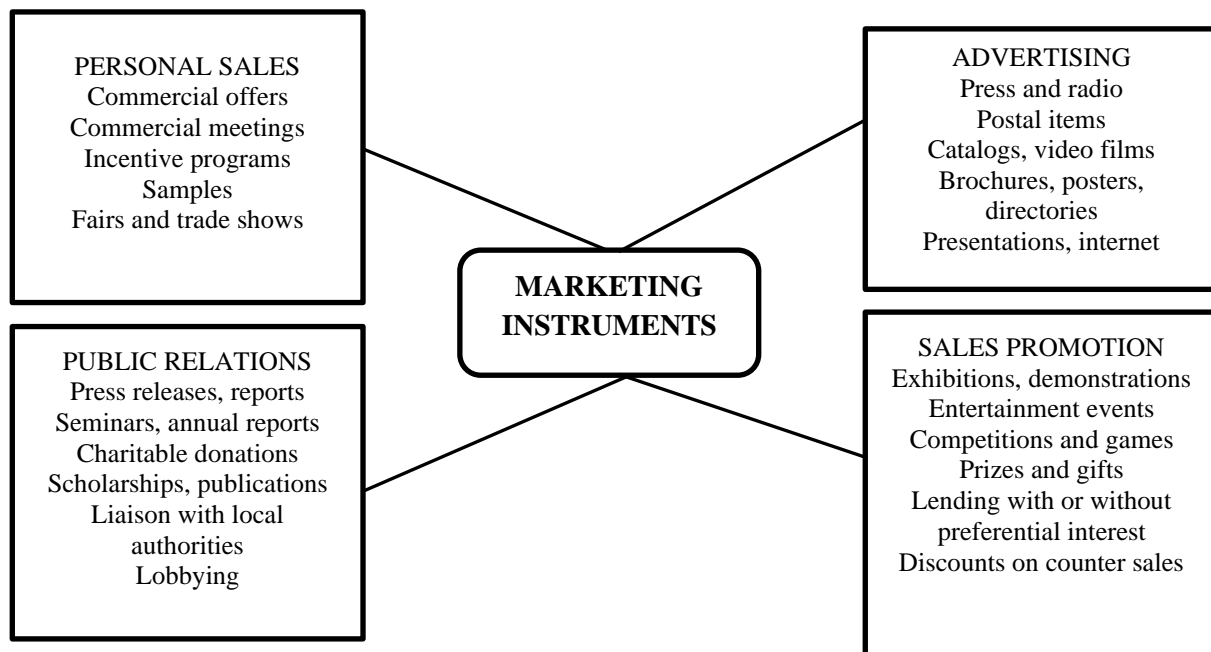 PERSONAL SALES
Commercial offers
Commercial meetings
Incentive programs
Samples
Fairs and trade shows
ADVERTISING
Press and radio
Postal items
Catalogs, video films
Brochures, posters,
directories
Presentations, internet
MARKETING
INSTRUMENTS
PUBLIC RELATIONS
Press releases, reports
Seminars, annual reports
Charitable donations
Scholarships, publications
Liaison with local
authorities
Lobbying
SALES PROMOTION
Exhibitions, demonstrations
Entertainment events
Competitions and games
Prizes and gifts
Lending with or without
preferential interest
Discounts on counter sales